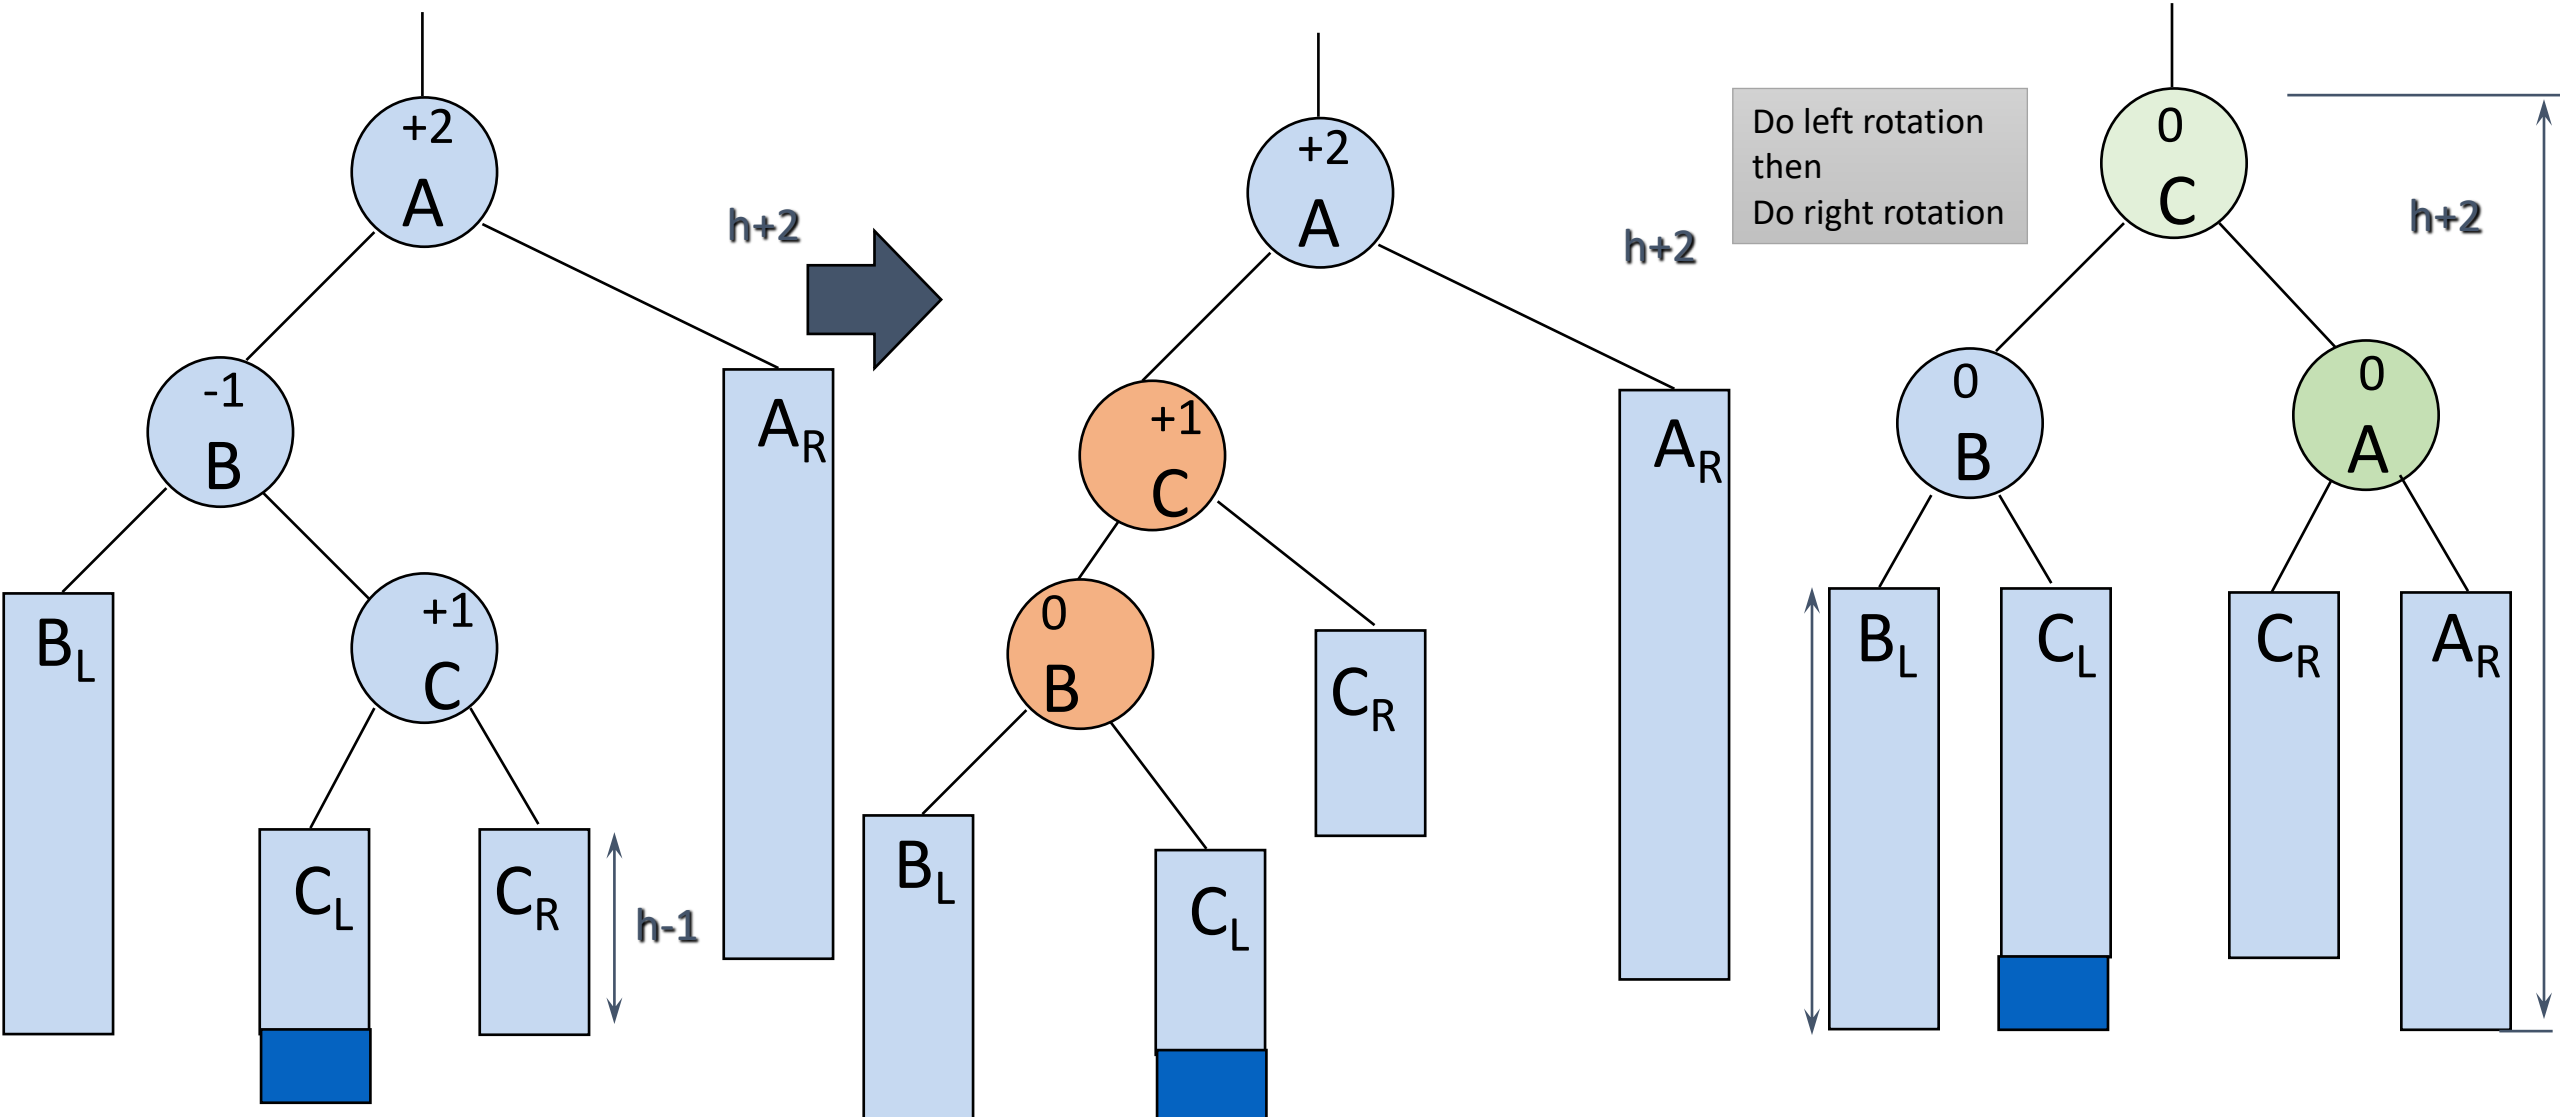 +2
A
h+2
-1
B
BL
+1
C
CL
CR
h-1
AR
+2
A
h+2
+1
C
0
B
BL
CL
CR
AR
Do left rotation
then
Do right rotation
0
C
h+2
0
B
0
A
BL
CL
CR
AR